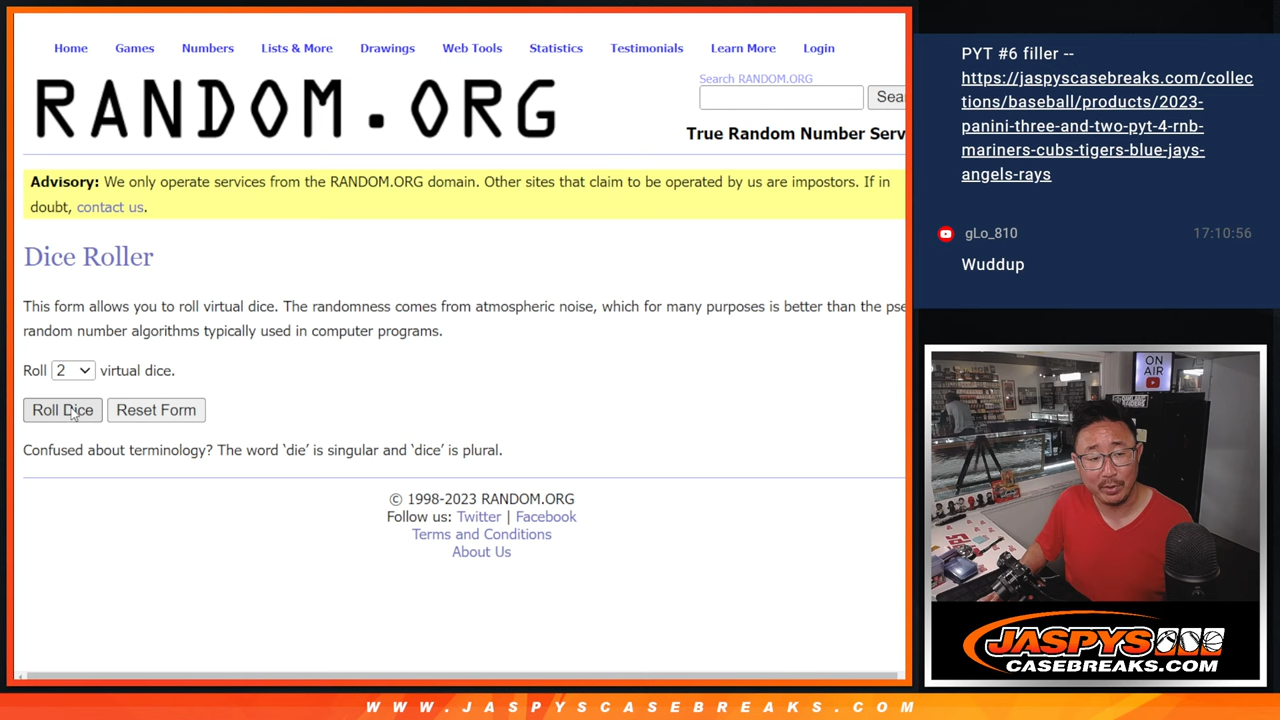 Home Games Numbers Lists & More Drawings Web Tools Statistics Testimonials Learn More Login
RANDOM.ORG
Search RANDOM.ORG
Sea
True Random Number Serv
Advisory: We only operate services from the RANDOM.ORG domain. Other sites that claim to be operated by us are impostors. If in
doubt, contact us.
Dice Roller
This form allows you to roll virtual dice. The randomness comes from atmospheric noise, which for many purposes is better than the pse
random number algorithms typically used in computer programs.
Roll 2 virtual dice.
Roll Dice Reset Form
Confused about terminology? The word ‘die’ is singular and ‘dice’ is plural.
© 1998-2023 RANDOM.ORG
Follow us: Twitter | Facebook
Terms and Conditions
About Us
PYT #6 filler --
https://jaspyscasebreaks.com/collec
tions/baseball/products/2023-
panini-three-and-two-pyt-4-rnb-
mariners-cubs-tigers-blue-jays-
angels-rays
gLo_810 17:10:56
Wuddup
ON
AIR
JASPYS
CASEBREAKS.COM
WWW.JASPYSCASEBREAKS.COM